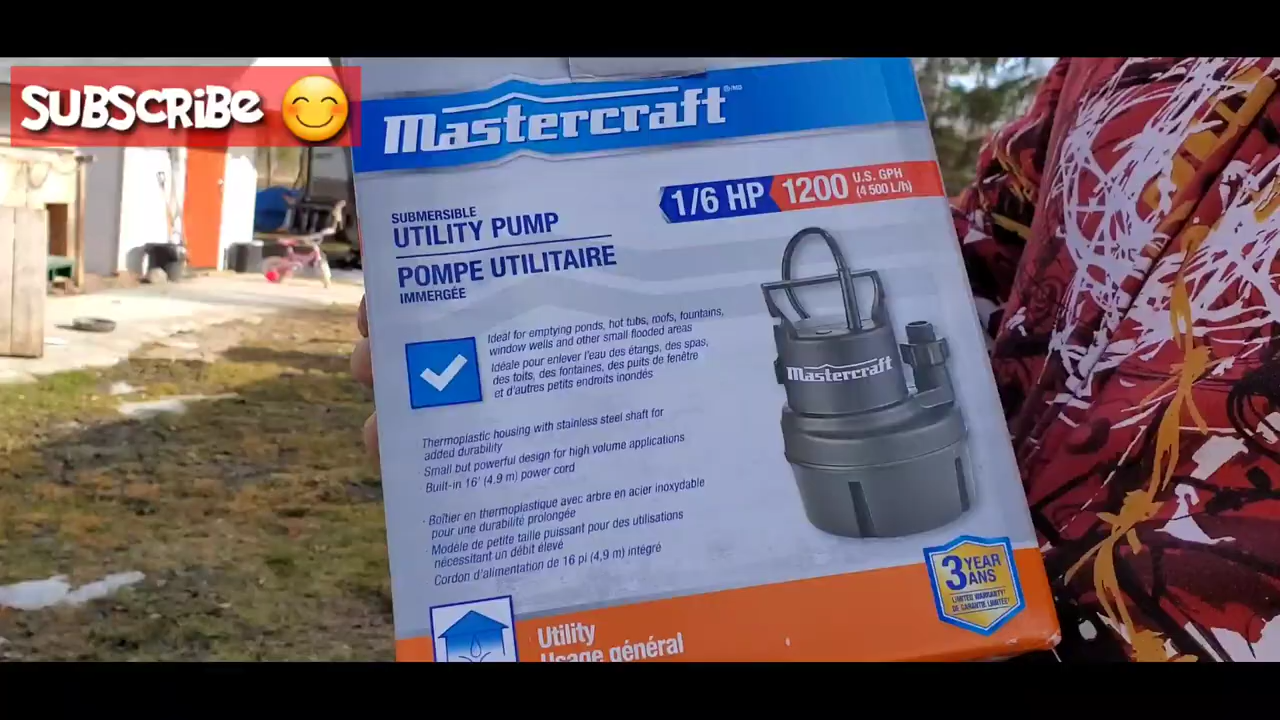 SUBSCRiBE
Mastercraft
®/MD
1/6 HP 1200 U.S. GPH
(4 500 L/h)
SUBMERSIBLE
UTILITY PUMP
POMPE UTILITAIRE
IMMERGÉE
Ideal for emptying ponds, hot tubs, roofs, fountains,
window wells and other small flooded areas
Idéale pour enlever l'eau des étangs, des spas,
des toits, des fontaines, des puits de fenêtre
et d'autres petits endroits inondés
Mastercraft
Thermoplastic housing with stainless steel shaft for
added durability
· Small but powerful design for high volume applications
Built-in 16' (4.9 m) power cord
· Boîtier en thermoplastique avec arbre en acier inoxydable
pour une durabilité prolongée
· Modèle de petite taille puissant pour des utilisations
nécessitant un débit élevé
Cordon d'alimentation de 16 pi (4,9 m) intégré
3 YEAR
ANS
LIMITED WARRANTY†
DE GARANTIE LIMITÉE†
Utility
Usage général